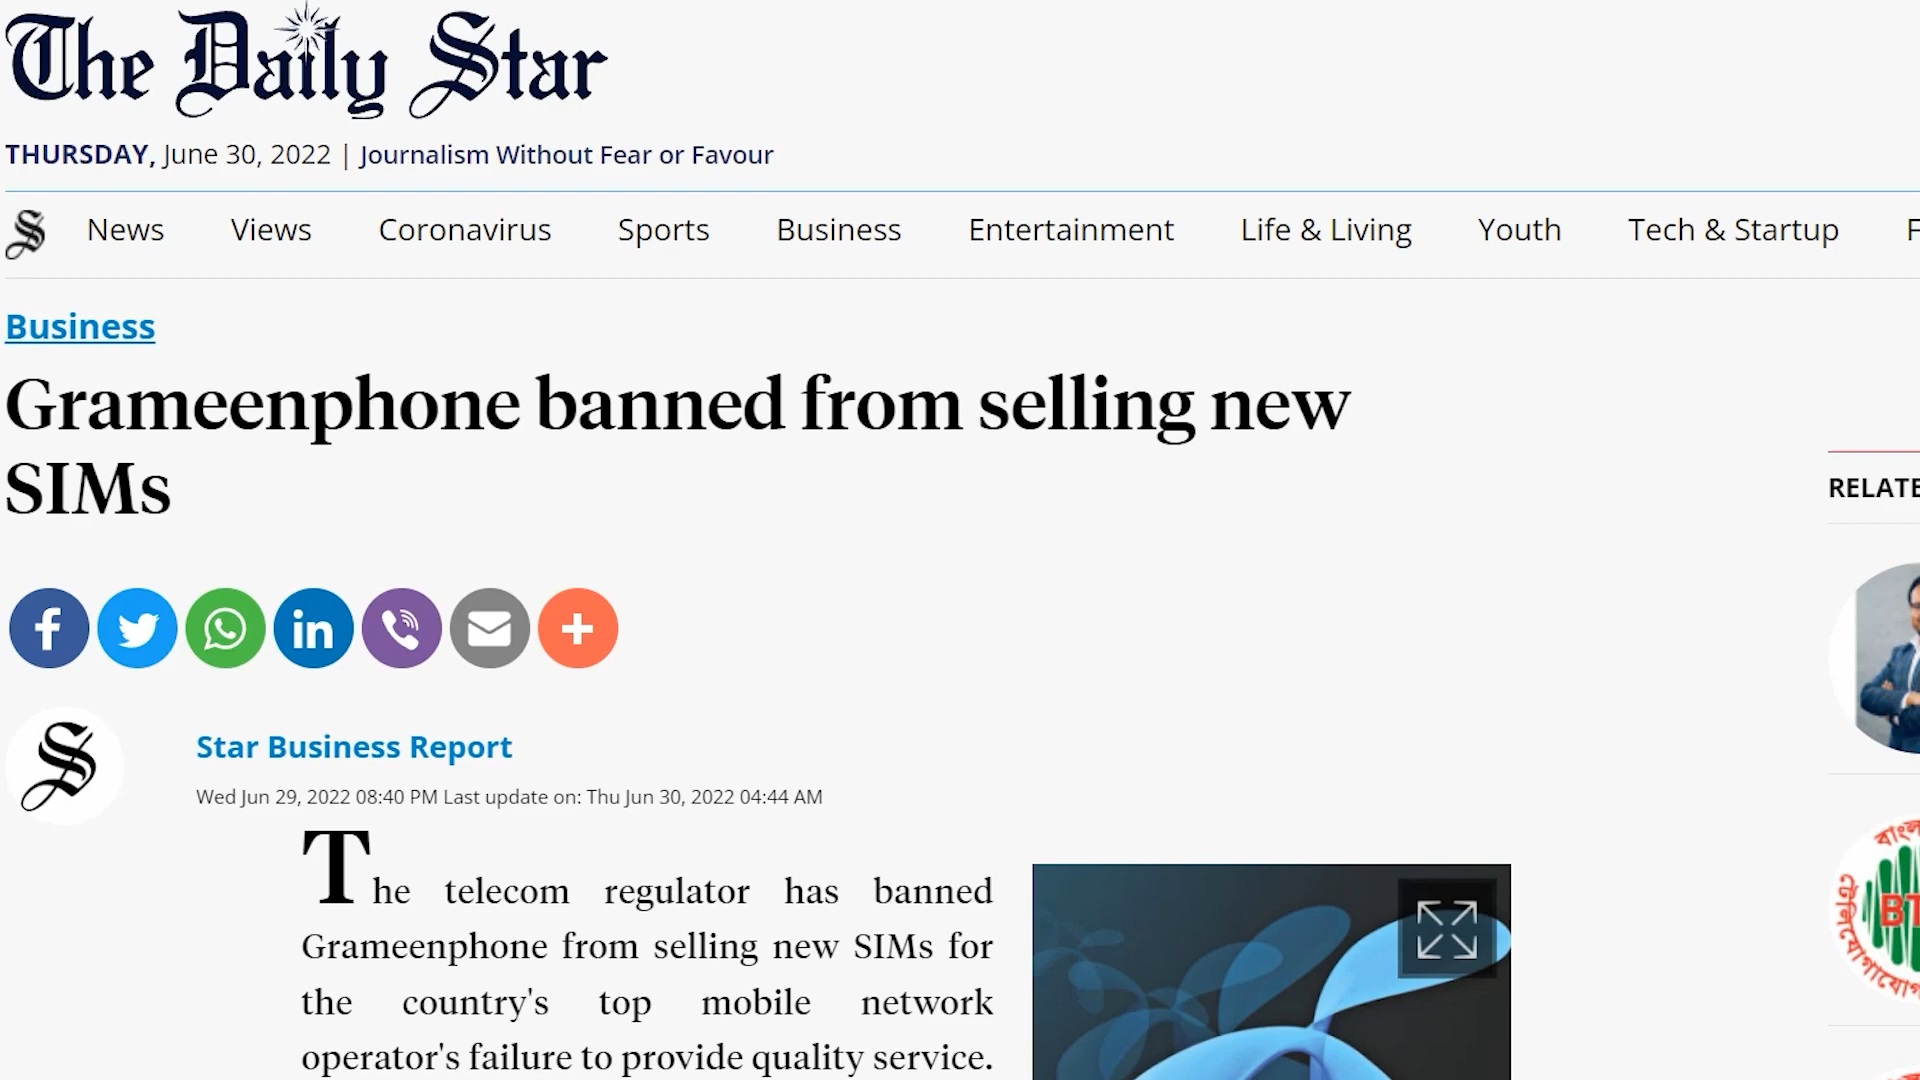 The Daily Star
THURSDAY, June 30, 2022 | Journalism Without Fear or Favour
News Views Coronavirus Sports Business Entertainment Life & Living Youth Tech & Startup
Business
Grameenphone banned from selling new
SIMs
RELATE
Star Business Report
Wed Jun 29, 2022 08:40 PM Last update on: Thu Jun 30, 2022 04:44 AM
The telecom regulator has banned
Grameenphone from selling new SIMs for
the country's top mobile network
operator's failure to provide quality service.